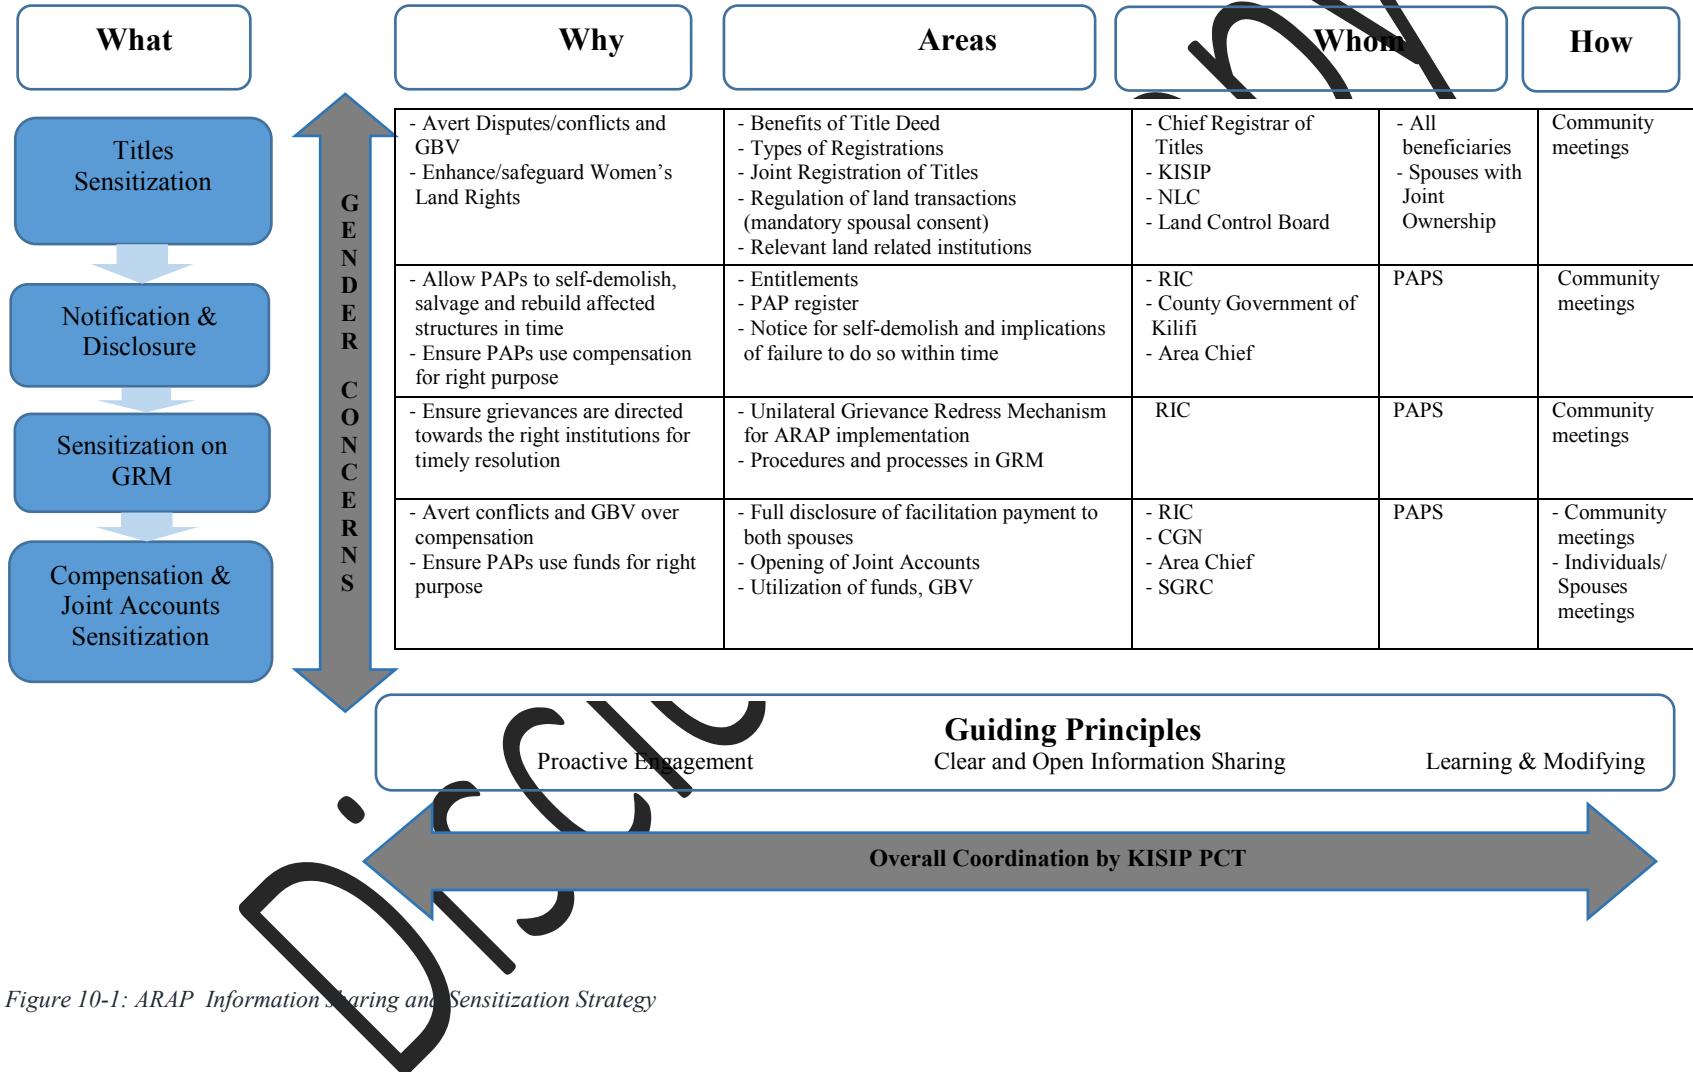 What
Why
Areas
Whom
How
Titles
Sensitization
Notification &
Disclosure
Sensitization on
GRM
Compensation &
Joint Accounts
Sensitization
GENDER CONCERNS
- Avert Disputes/conflicts and
GBV
- Enhance/safeguard Women's
Land Rights
- Benefits of Title Deed
- Types of Registrations
- Joint Registration of Titles
- Regulation of land transactions
(mandatory spousal consent)
- Relevant land related institutions
- Chief Registrar of
Titles
- KISIP
- NLC
- Land Control Board
- All
beneficiaries
- Spouses with
Joint
Ownership
Community
meetings
- Allow PAPs to self-demolish,
salvage and rebuild affected
structures in time
- Ensure PAPs use compensation
for right purpose
- Entitlements
- PAP register
- Notice for self-demolish and implications
of failure to do so within time
- RIC
- County Government of
Kilifi
- Area Chief
PAPS
Community
meetings
- Ensure grievances are directed
towards the right institutions for
timely resolution
- Unilateral Grievance Redress Mechanism
for ARAP implementation
- Procedures and processes in GRM
RIC
PAPS
Community
meetings
- Avert conflicts and GBV over
compensation
- Ensure PAPs use funds for right
purpose
- Full disclosure of facilitation payment to
both spouses
- Opening of Joint Accounts
- Utilization of funds, GBV
- RIC
- CGN
- Area Chief
- SGRC
PAPS
- Community
meetings
- Individuals/
Spouses
meetings
Guiding Principles
Proactive Engagement Clear and Open Information Sharing Learning & Modifying
Overall Coordination by KISIP PCT
Figure 10-1: ARAP Information sharing and Sensitization Strategy